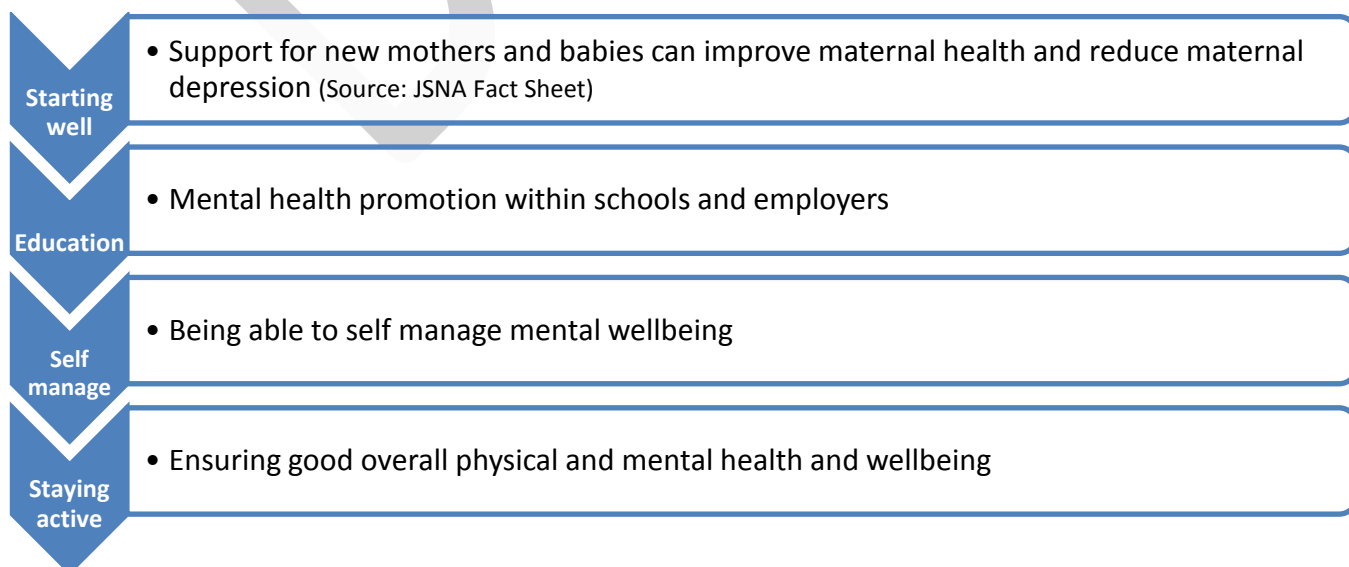 Starting
well
• Support for new mothers and babies can improve maternal health and reduce maternal
depression (Source: JSNA Fact Sheet)
Education
• Mental health promotion within schools and employers
Self
manage
• Being able to self manage mental wellbeing
Staying
active
• Ensuring good overall physical and mental health and wellbeing